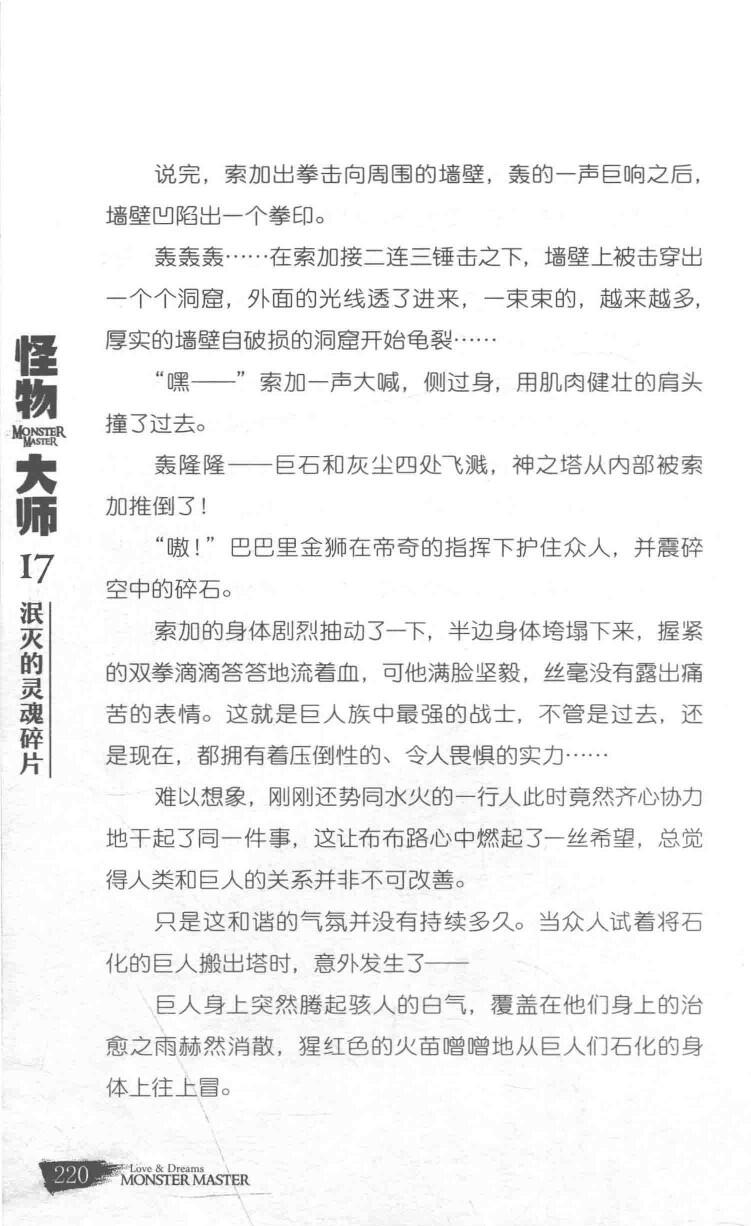 说完，索加出拳击向周围的墙壁，轰的一声巨响之后，
墙壁凹陷出一个拳印。
轰轰轰……在索加接二连三锤击之下，墙壁上被击穿出
一个个洞窟，外面的光线透了进来，一束束的，越来越多，
厚实的墙壁自破损的洞窟开始龟裂……
“嘿——”索加一声大喊，侧过身，用肌肉健壮的肩头
撞了过去。
轰隆隆——巨石和灰尘四处飞溅，神之塔从内部被索
加推倒了！
“嗷！”巴巴里金狮在帝奇的指挥下护住众人，并震碎
空中的碎石。
索加的身体剧烈抽动了一下，半边身体垮塌下来，握紧
的双拳滴滴答答地流着血，可他满脸坚毅，丝毫没有露出痛
苦的表情。这就是巨人族中最强的战士，不管是过去，还
是现在，都拥有着压倒性的、令人畏惧的实力……
难以想象，刚刚还势同水火的一行人此时竟然齐心协力
地干起了同一件事，这让布布路心中燃起了一丝希望，总觉
得人类和巨人的关系并非不可改善。
只是这和谐的气氛并没有持续多久。当众人试着将石
化的巨人搬出塔时，意外发生了——
巨人身上突然腾起骇人的白气，覆盖在他们身上的治
愈之雨赫然消散，猩红色的火苗噌噌地从巨人们石化的身
体上往上冒。
怪物
MONSTER
MASTER
大师
17
泯灭的灵魂碎片
220
Love & Dreams
MONSTER MASTER